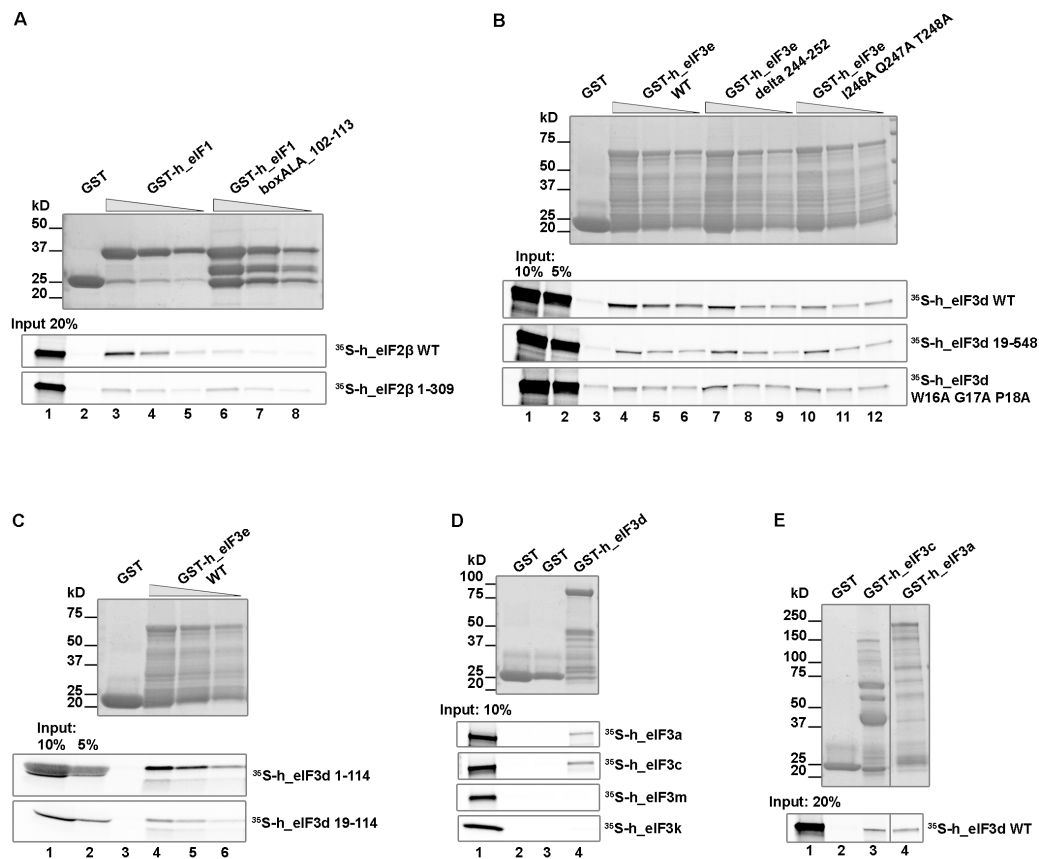 A
GST
GST-h_eIF1
GST-h_eIF1
boxALA_102-113
kD
50
37
25
20
Input 20%
³⁵S-h_eIF2β WT
³⁵S-h_eIF2β 1-309
1 2 3 4 5 6 7 8
B
GST
GST-h_eIF3e
WT
GST-h_eIF3e
delta 244-252
GST-h_eIF3e
I246A Q247A T248A
kD
75
50
37
25
20
Input:
10% 5%
³⁵S-h_eIF3d WT
³⁵S-h_eIF3d 19-548
³⁵S-h_eIF3d
W16A G17A P18A
1 2 3 4 5 6 7 8 9 10 11 12
C
GST
GST-h_eIF3e
WT
kD
75
50
37
25
20
Input:
10% 5%
³⁵S-h_eIF3d 1-114
³⁵S-h_eIF3d 19-114
1 2 3 4 5 6
D
GST
GST
GST-h_eIF3d
kD
100
75
50
37
25
20
Input: 10%
³⁵S-h_eIF3a
³⁵S-h_eIF3c
³⁵S-h_eIF3m
³⁵S-h_eIF3k
1 2 3 4
E
GST
GST-h_eIF3c
GST-h_eIF3a
kD
250
150
100
75
50
37
25
20
Input: 20%
³⁵S-h_eIF3d WT
1 2 3 4